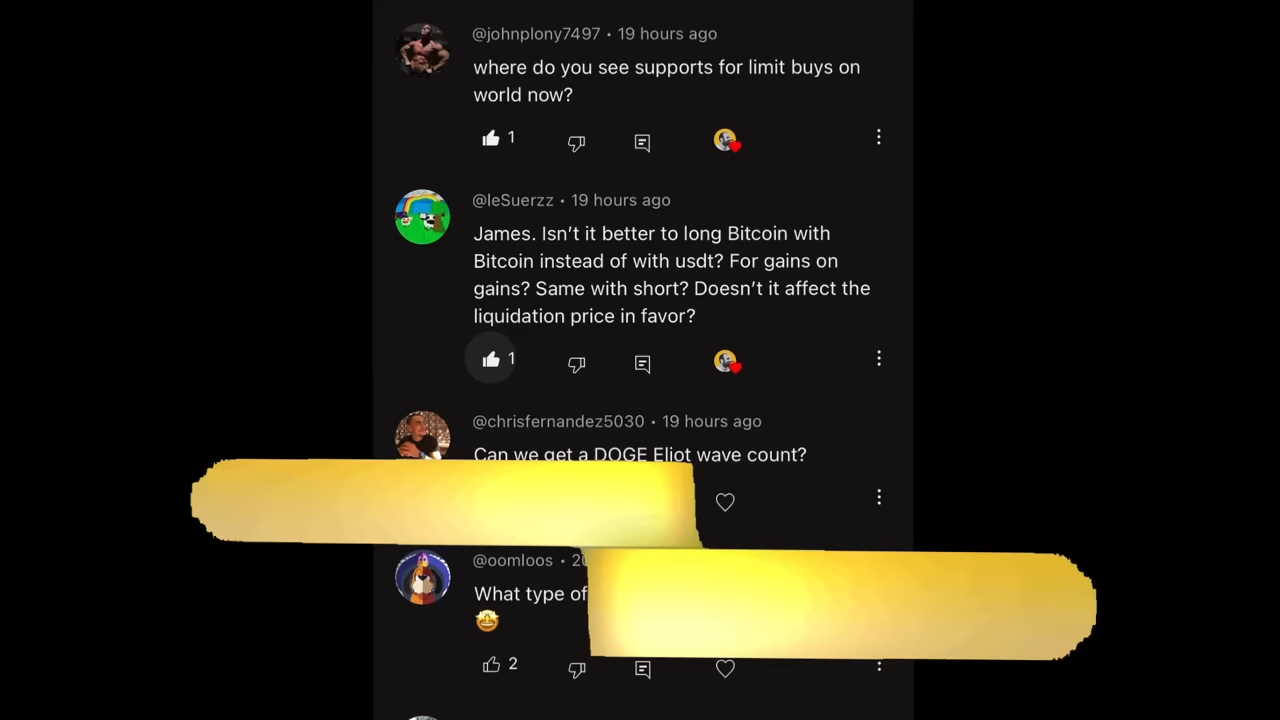 @johnplony7497 • 19 hours ago
where do you see supports for limit buys on
world now?
1
@leSuerzz • 19 hours ago
James. Isn’t it better to long Bitcoin with
Bitcoin instead of with usdt? For gains on
gains? Same with short? Doesn’t it affect the
liquidation price in favor?
1
@chrisfernandez5030 • 19 hours ago
Can we get a DOGE Eliot wave count?
@oomloos •
What type of
2